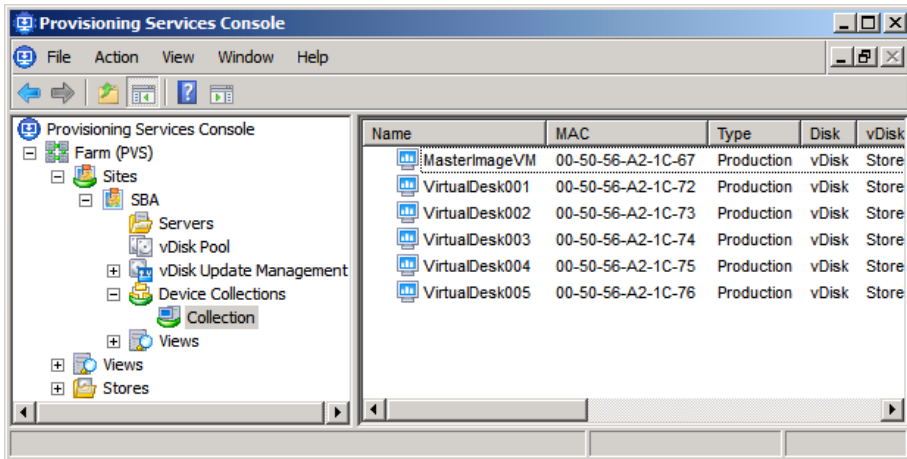 Provisioning Services Console
File Action View Window Help
Provisioning Services Console
Farm (PVS)
Sites
SBA
Servers
vDisk Pool
vDisk Update Management
Device Collections
Collection
Views
Views
Stores
Name MAC Type Disk vDisk
MasterImageVM 00-50-56-A2-1C-67 Production vDisk Store
VirtualDesk001 00-50-56-A2-1C-72 Production vDisk Store
VirtualDesk002 00-50-56-A2-1C-73 Production vDisk Store
VirtualDesk003 00-50-56-A2-1C-74 Production vDisk Store
VirtualDesk004 00-50-56-A2-1C-75 Production vDisk Store
VirtualDesk005 00-50-56-A2-1C-76 Production vDisk Store